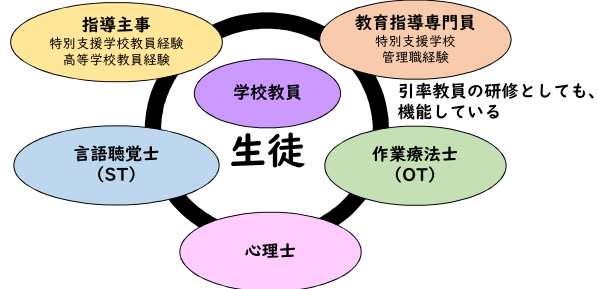 指導主事
特別支援学校教員経験
高等学校教員経験
教育指導専門員
特別支援学校
管理職経験
学校教員
引率教員の研修としても、
機能している
生徒
言語聴覚士
（ST）
作業療法士
（OT）
心理士